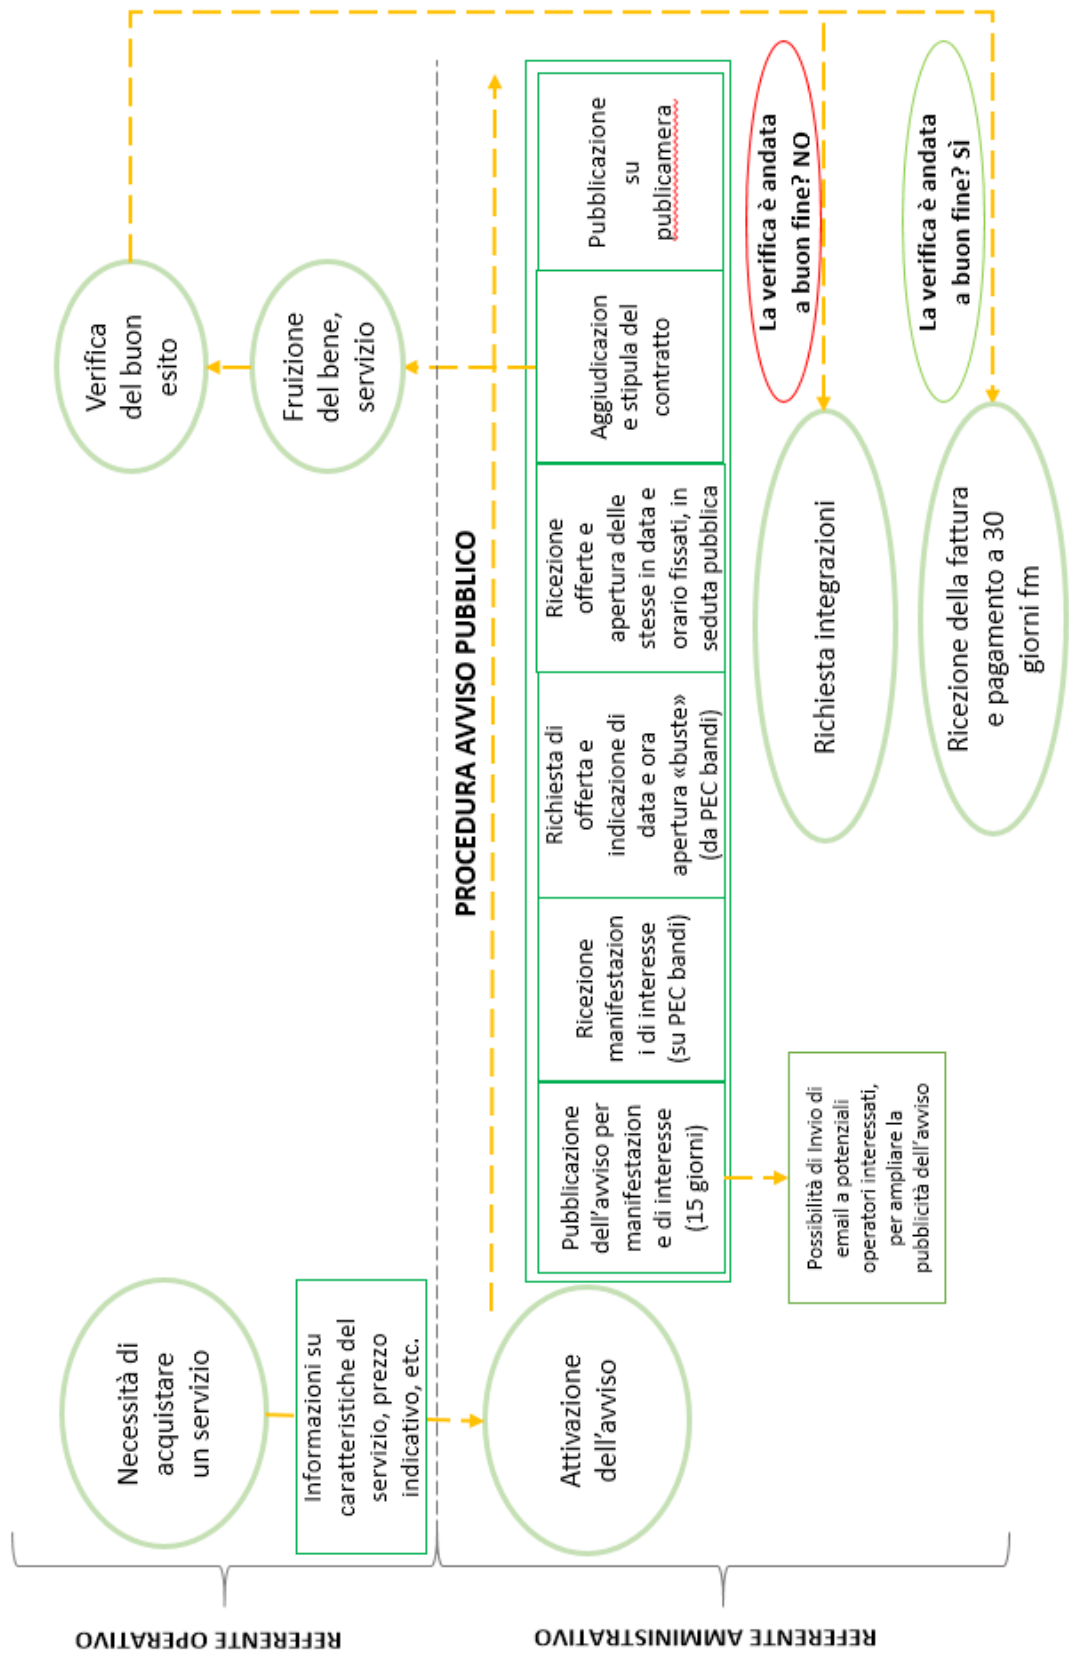 REFERENTE OPERATIVO
Necessità di
acquistare
un servizio
Informazioni su
caratteristiche del
servizio, prezzo
indicativo, etc.
Fruizione
del bene,
servizio
Verifica
del buon
esito
REFERENTE AMMINISTRATIVO
PROCEDURA AVVISO PUBBLICO
Attivazione
dell'avviso
Pubblicazione
dell'avviso per
manifestazion
e di interesse
(15 giorni)
Ricezione
manifestazion
i di interesse
(su PEC bandi)
Richiesta di
offerta e
indicazione di
data e ora
apertura «buste»
(da PEC bandi)
Ricezione
offerte e
apertura delle
stesse in data e
orario fissati, in
seduta pubblica
Aggiudicazion
e stipula del
contratto
Pubblicazione
su
publicamera
Possibilità di Invio di
email a potenziali
operatori interessati,
per ampliare la
pubblicità dell'avviso
La verifica è andata
a buon fine? NO
Richiesta integrazioni
La verifica è andata
a buon fine? SÌ
Ricezione della fattura
e pagamento a 30
giorni fm